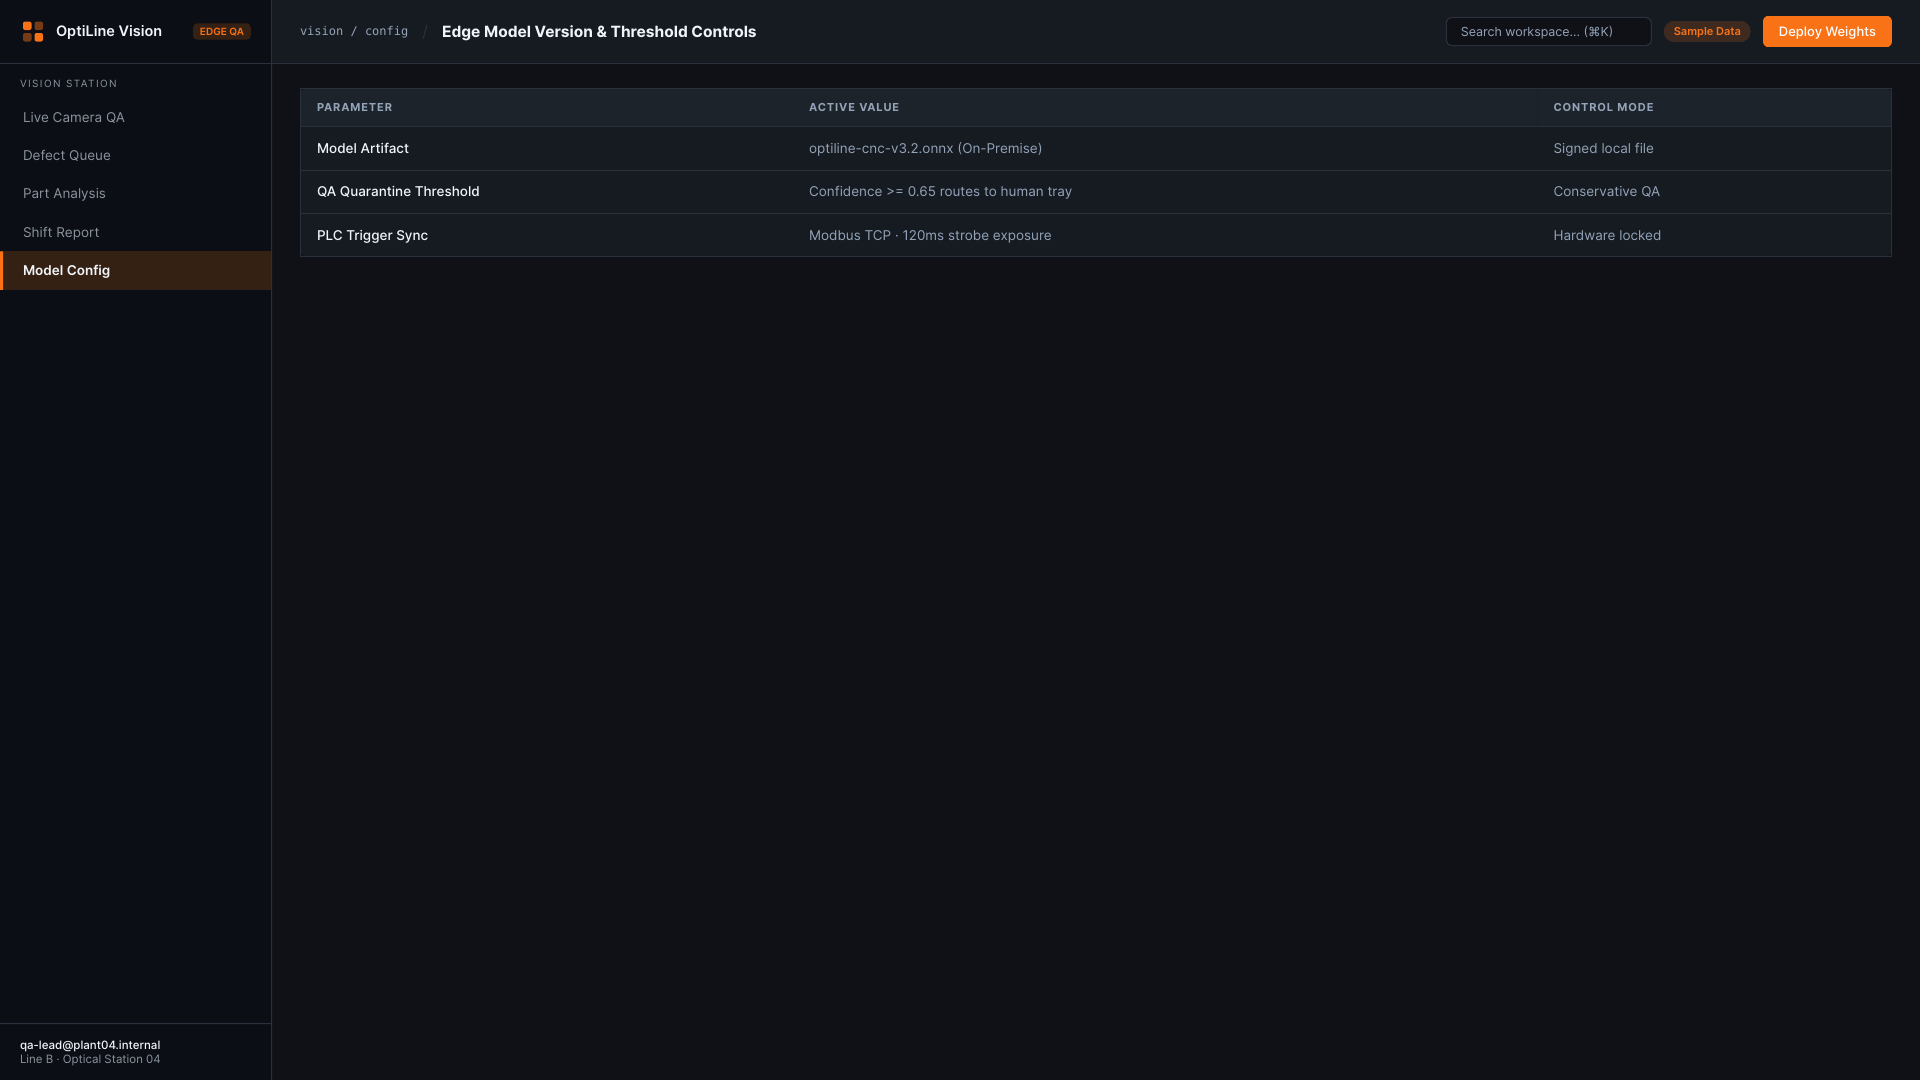 OptiLine Vision
EDGE QA
VISION STATION
Live Camera QA
Defect Queue
Part Analysis
Shift Report
Model Config
qa-lead@plant04.internal
Line B · Optical Station 04
vision / config / Edge Model Version & Threshold Controls
Search workspace... (⌘K)
Sample Data
Deploy Weights
PARAMETER ACTIVE VALUE CONTROL MODE
Model Artifact optiline-cnc-v3.2.onnx (On-Premise) Signed local file
QA Quarantine Threshold Confidence >= 0.65 routes to human tray Conservative QA
PLC Trigger Sync Modbus TCP · 120ms strobe exposure Hardware locked